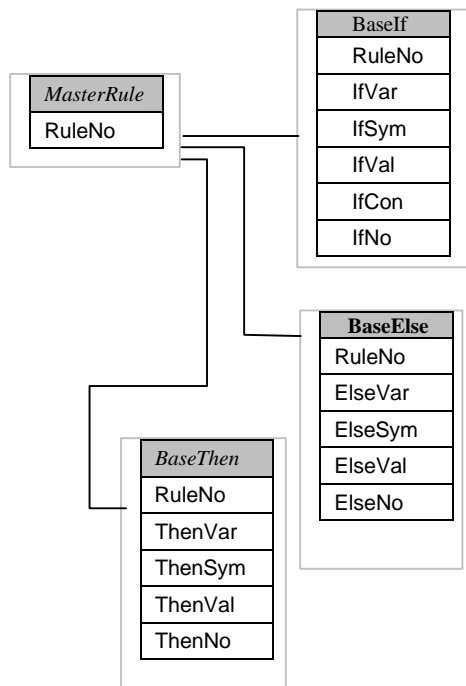 MasterRule
RuleNo
BaseIf
RuleNo
IfVar
IfSym
IfVal
IfCon
IfNo
BaseElse
RuleNo
ElseVar
ElseSym
ElseVal
ElseNo
BaseThen
RuleNo
ThenVar
ThenSym
ThenVal
ThenNo